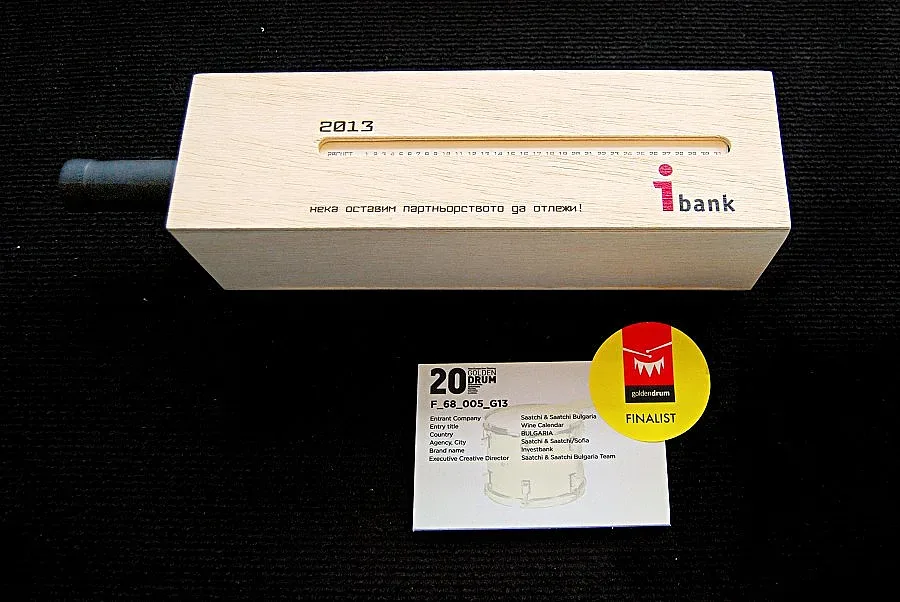 2013
АВГУСТ 1 2 3 4 5 6 7 8 9 10 11 12 13 14 15 16 17 18 19 20 21 22 23 24 25 26 27 28 29 30 31
нека оставим партньорството да отлежи!
i bank
20 GOLDEN DRUM
F_68_005_G13
Entrant Company Saatchi & Saatchi Bulgaria
Entry title Wine Calendar
Country BULGARIA
Agency, City Saatchi & Saatchi/Sofia
Brand name Investbank
Executive Creative Director Saatchi & Saatchi Bulgaria Team
goldendrum
FINALIST